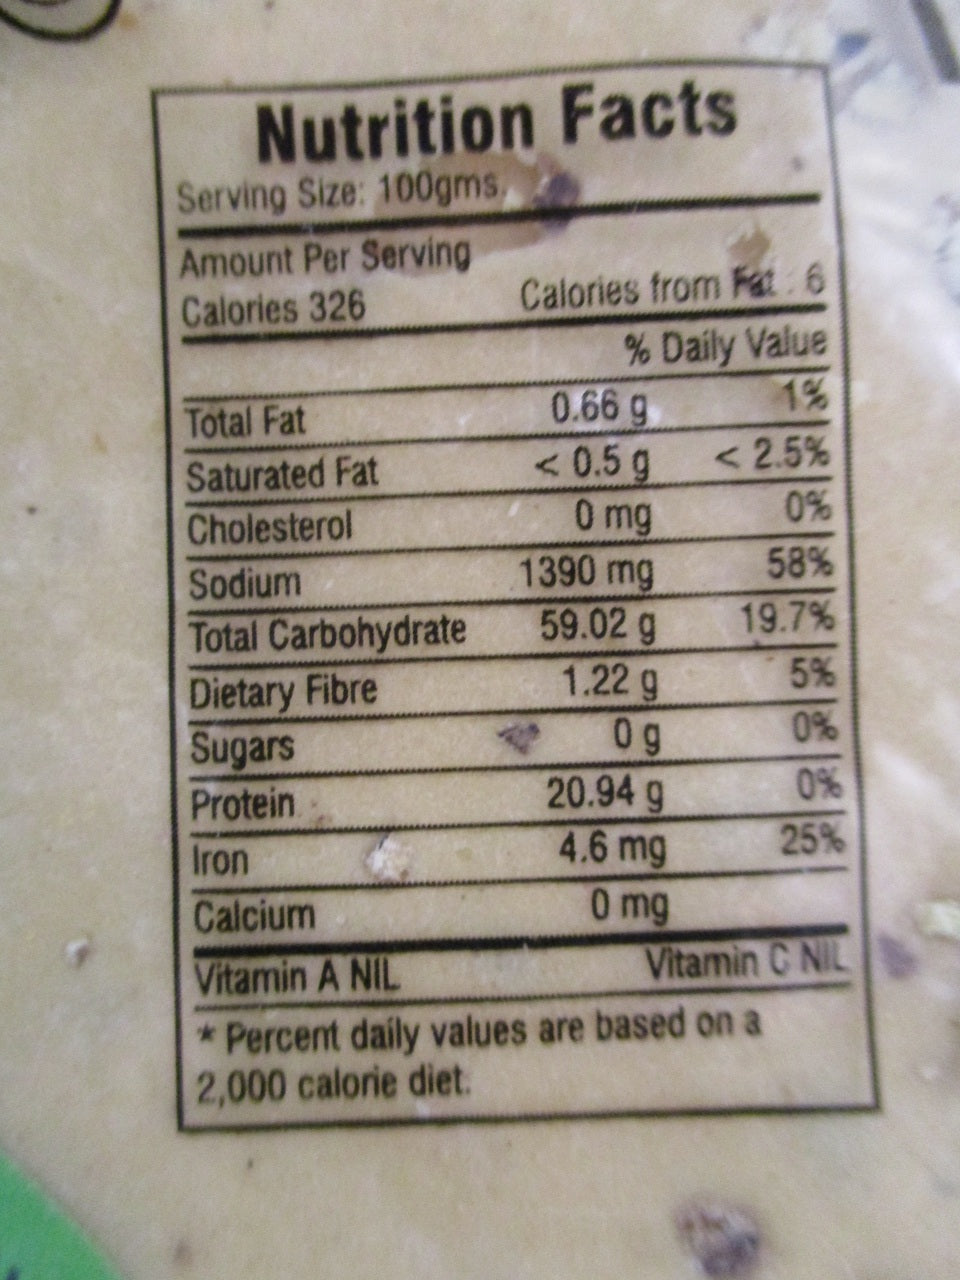 Nutrition Facts
Serving Size: 100gms.
Amount Per Serving
Calories 326 Calories from Fat : 6
% Daily Value
Total Fat 0.66 g 1%
Saturated Fat < 0.5 g < 2.5%
Cholesterol 0 mg 0%
Sodium 1390 mg 58%
Total Carbohydrate 59.02 g 19.7%
Dietary Fibre 1.22 g 5%
Sugars 0 g 0%
Protein 20.94 g 0%
Iron 4.6 mg 25%
Calcium 0 mg
Vitamin A NIL Vitamin C NIL
* Percent daily values are based on a
2,000 calorie diet.